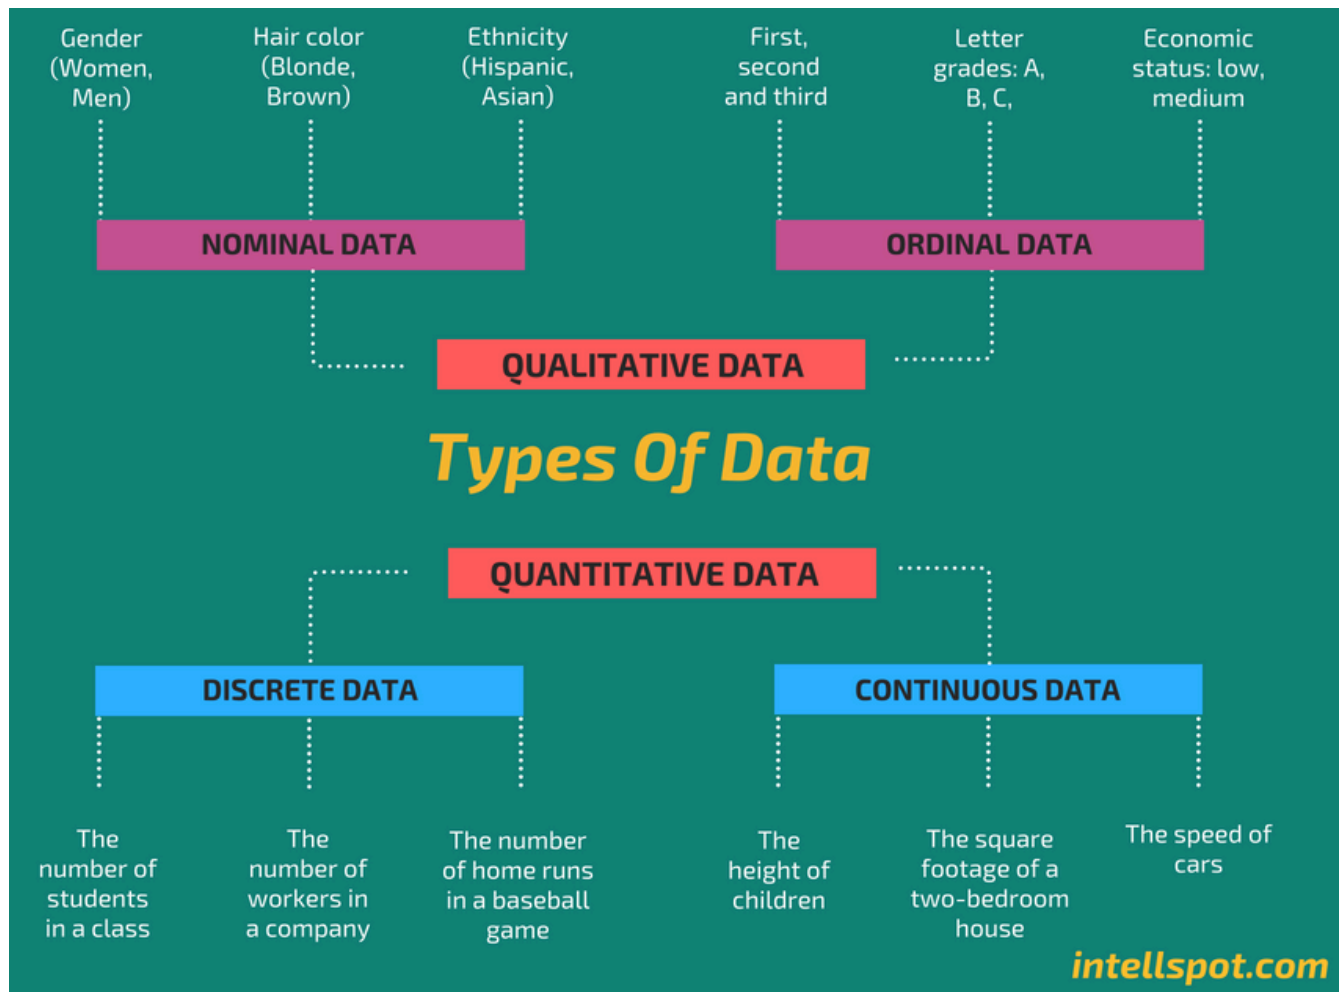 Gender
(Women,
Men)
Hair color
(Blonde,
Brown)
Ethnicity
(Hispanic,
Asian)
First,
second
and third
Letter
grades: A,
B, C,
Economic
status: low,
medium
NOMINAL DATA
ORDINAL DATA
QUALITATIVE DATA
Types Of Data
QUANTITATIVE DATA
DISCRETE DATA
CONTINUOUS DATA
The
number of
students
in a class
The
number of
workers in
a company
The number
of home runs
in a baseball
game
The
height of
children
The square
footage of a
two-bedroom
house
The speed of
cars
intellspot.com